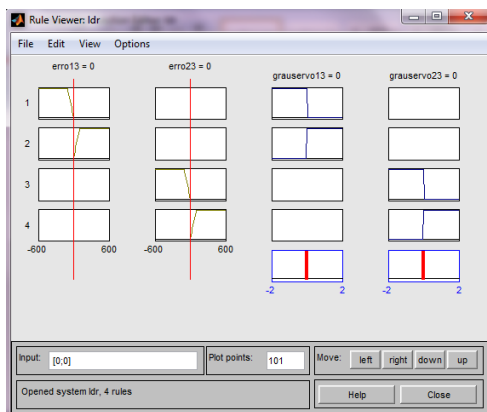 Rule Viewer: ldr
File Edit View Options
erro13 = 0 erro23 = 0 grauservo13 = 0 grauservo23 = 0
1
2
3
4
-600 600 -600 600
-2 2 -2 2
Input: [0;0] Plot points: 101 Move: left right down up
Opened system ldr, 4 rules Help Close